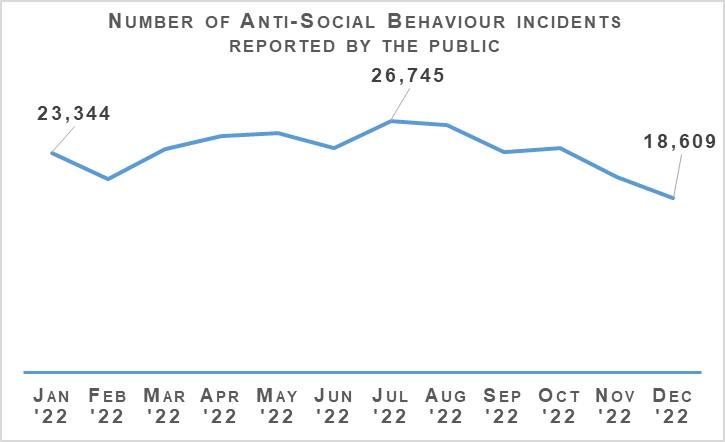 Number of Anti-Social Behaviour incidents
reported by the public
26,745
23,344
18,609
Jan '22
Feb '22
Mar '22
Apr '22
May '22
Jun '22
Jul '22
Aug '22
Sep '22
Oct '22
Nov '22
Dec '22